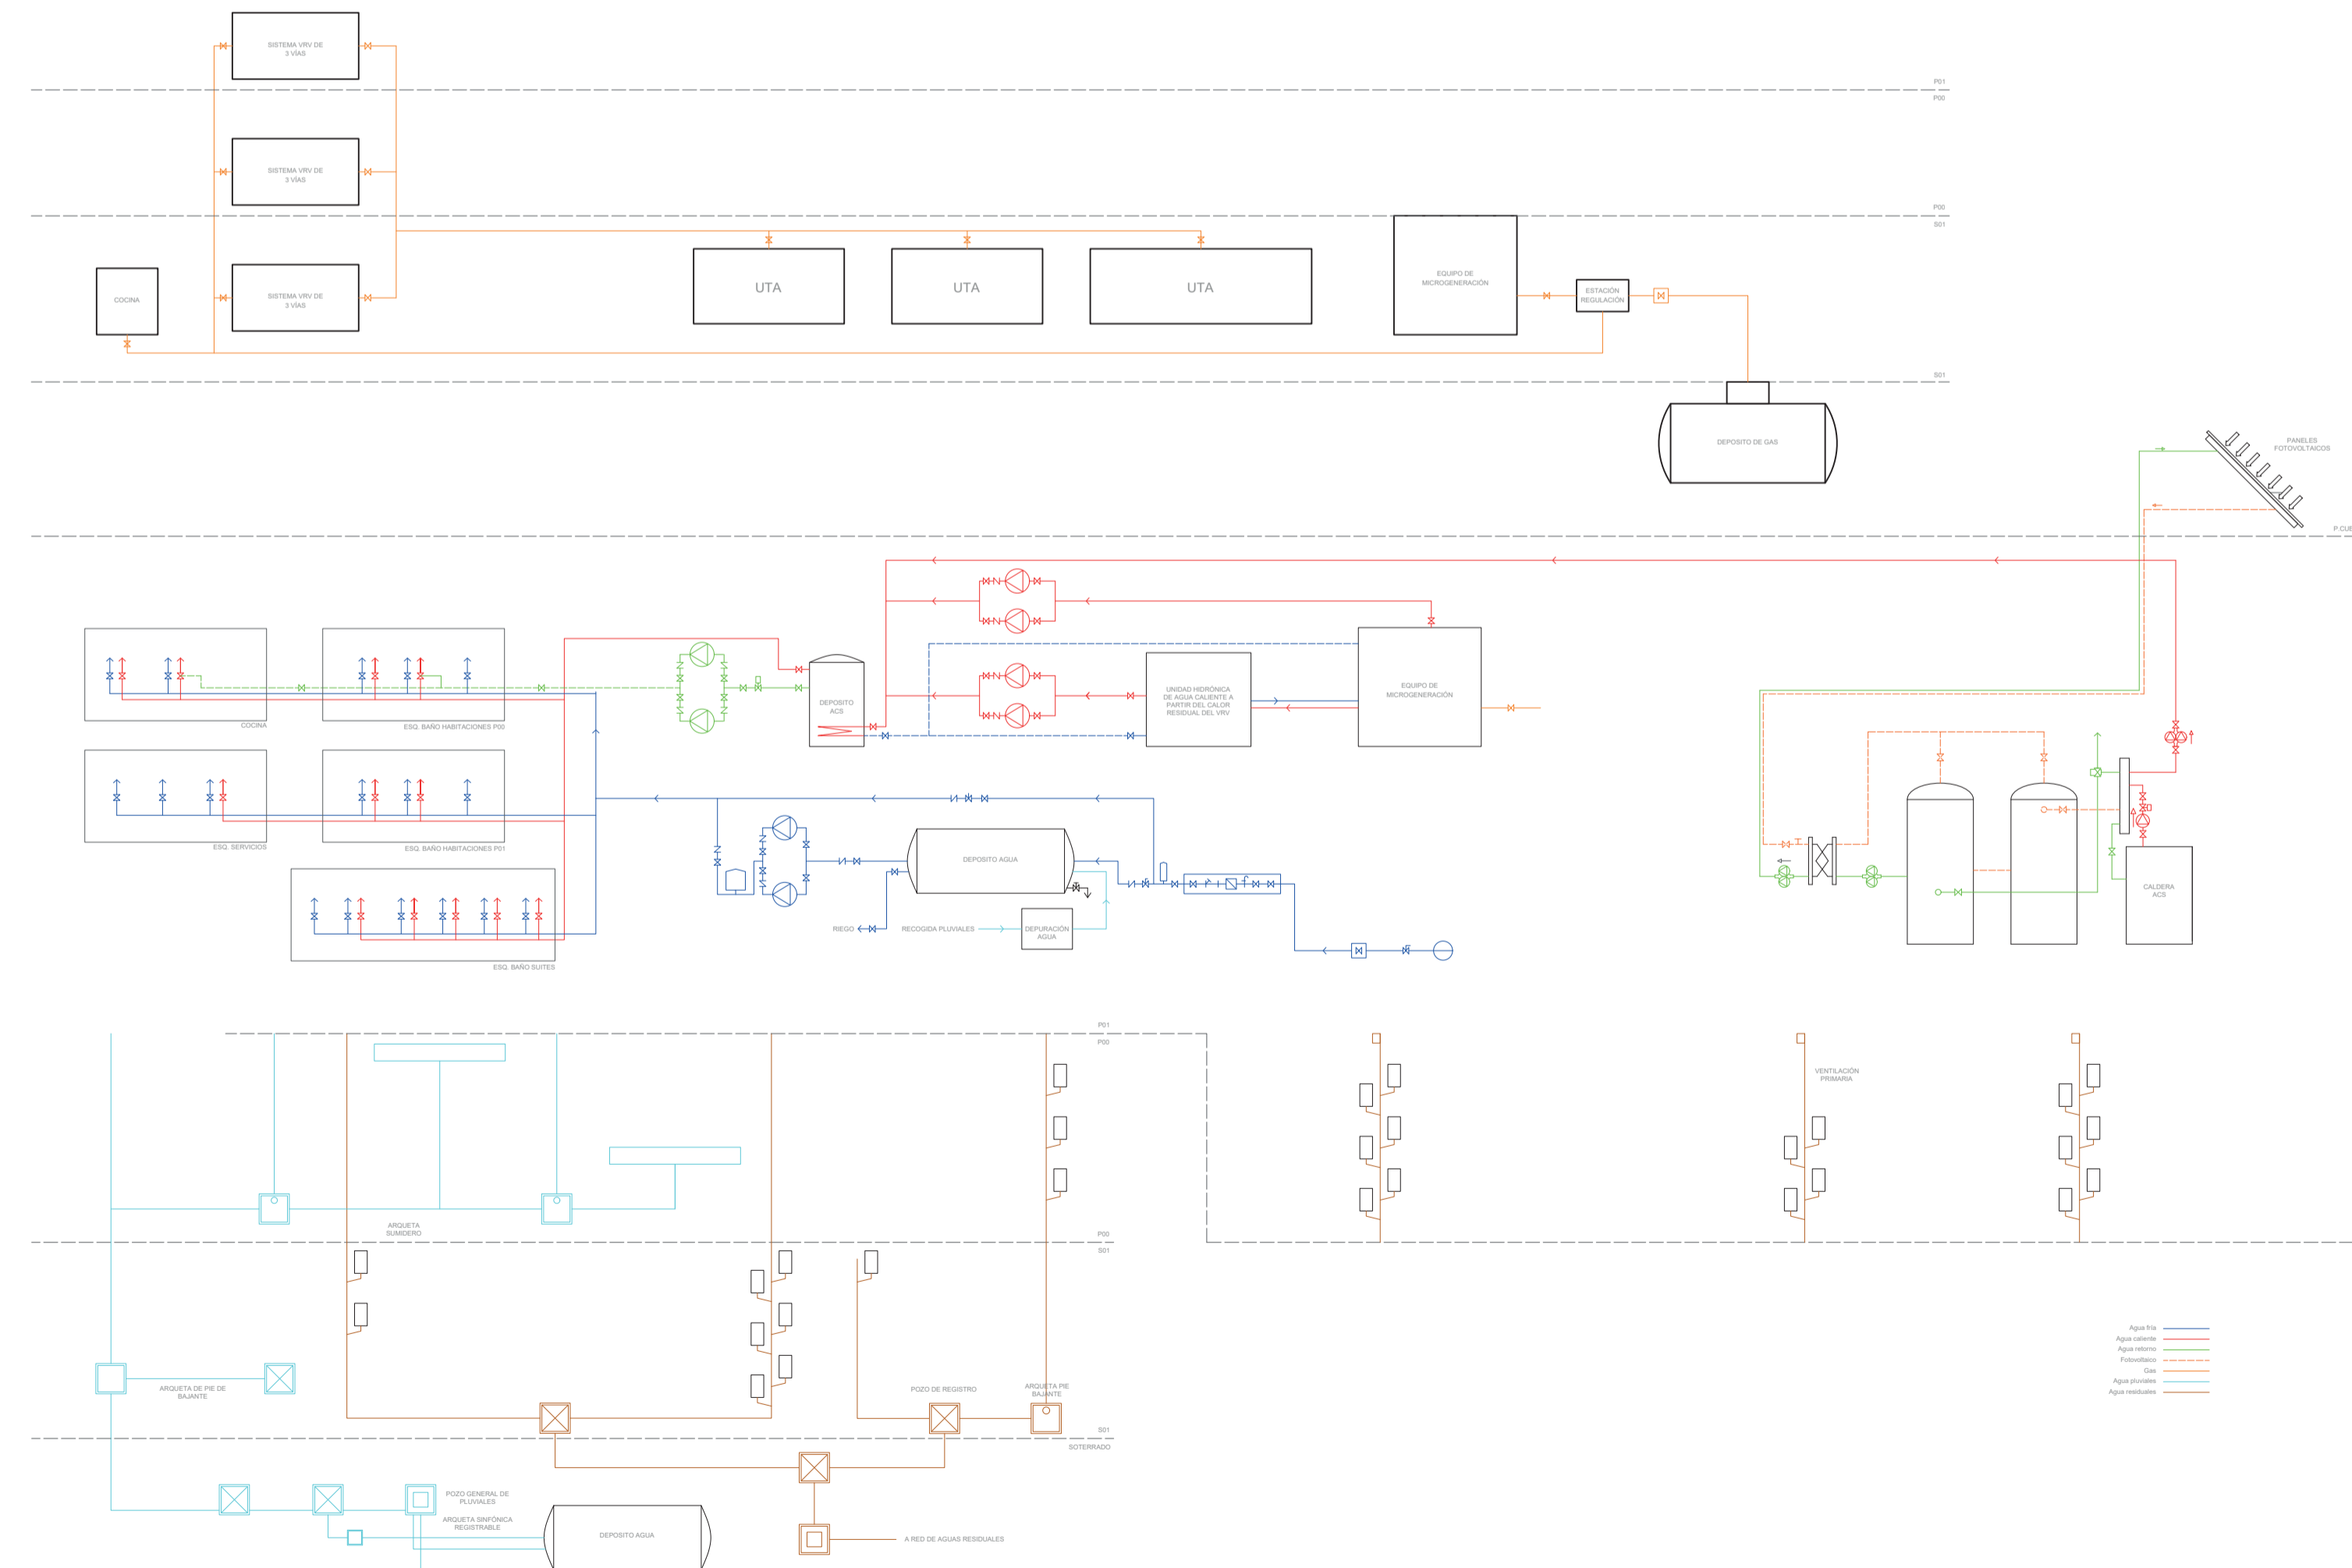 SISTEMA VRV DE
3 VÍAS
P01
P00
SISTEMA VRV DE
3 VÍAS
P00
S01
COCINA
SISTEMA VRV DE
3 VÍAS
UTA
UTA
UTA
EQUIPO DE
MICROGENERACIÓN
ESTACIÓN
REGULACIÓN
S01
DEPOSITO DE GAS
PANELES
FOTOVOLTAICOS
P.CUE
COCINA
ESQ. BAÑO HABITACIONES P00
DEPOSITO
ACS
UNIDAD HIDRÓNICA
DE AGUA CALIENTE A
PARTIR DEL CALOR
RESIDUAL DEL VRV
EQUIPO DE
MICROGENERACIÓN
ESQ. SERVICIOS
ESQ. BAÑO HABITACIONES P01
DEPOSITO AGUA
CALDERA
ACS
RIEGO
RECOGIDA PLUVIALES
DEPURACIÓN
AGUA
ESQ. BAÑO SUITES
P01
P00
VENTILACIÓN
PRIMARIA
ARQUETA
SUMIDERO
P00
S01
Agua fría
Agua caliente
Agua retorno
Fotovoltaico
Gas
Agua pluviales
Agua residuales
ARQUETA DE PIE DE
BAJANTE
POZO DE REGISTRO
ARQUETA PIE
BAJANTE
S01
SOTERRADO
POZO GENERAL DE
PLUVIALES
ARQUETA SINFÓNICA
REGISTRABLE
DEPOSITO AGUA
A RED DE AGUAS RESIDUALES